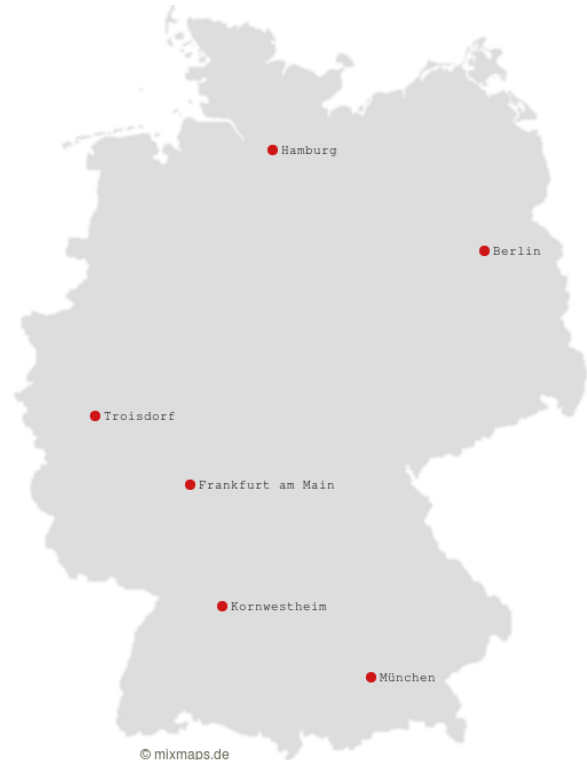 Hamburg
Berlin
Troisdorf
Frankfurt am Main
Kornwestheim
München
© mixmaps.de